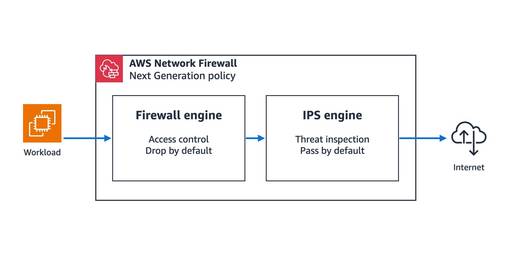 AWS Network Firewall
Next Generation policy
Firewall engine
Access control
Drop by default
IPS engine
Threat inspection
Pass by default
Workload
Internet